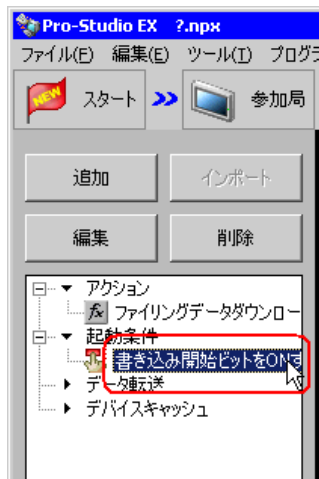 Pro-Studio EX ?.npx
ファイル(F) 編集(E) ツール(T) プログラ
NEW スタート >> 参加局
追加 インポート
編集 削除
アクション
fx ファイリングデータダウンロー
起動条件
書き込み開始ビットをONす
データ転送
デバイスキャッシュ